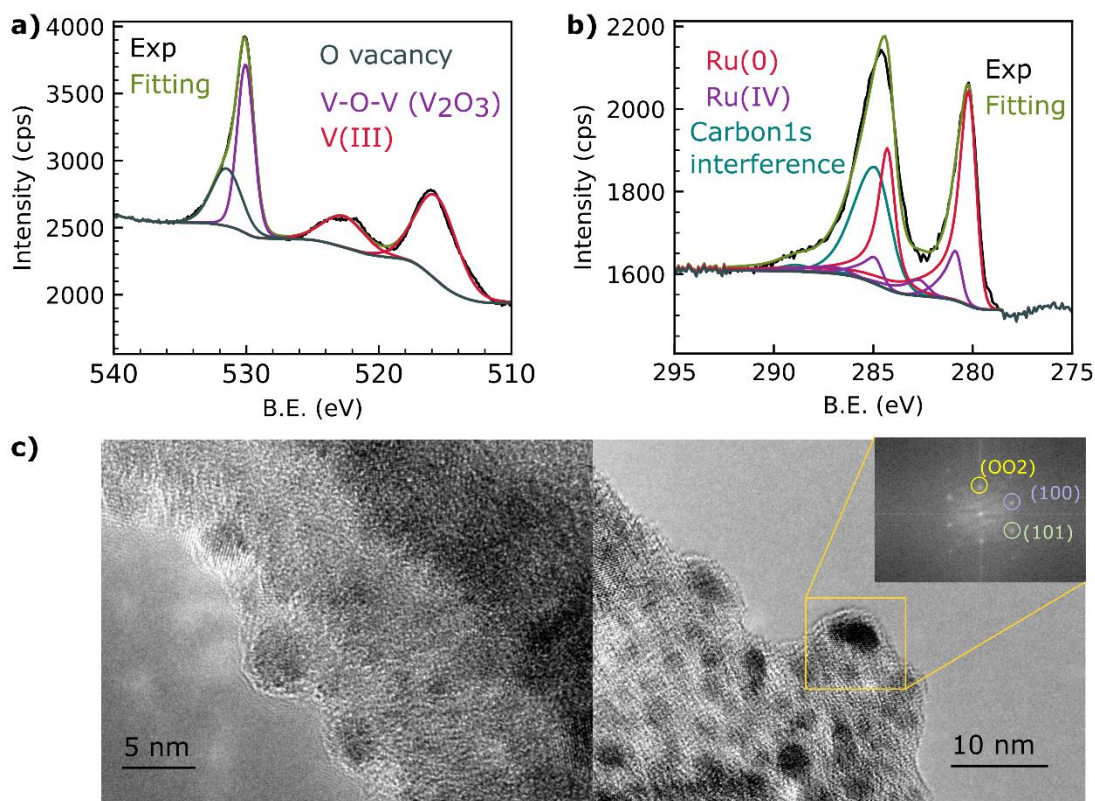 a)
4000
3500
3000
2500
2000
Intensity (cps)
Exp
Fitting
O vacancy
V-O-V (V₂O₃)
V(III)
540 530 520 510
B.E. (eV)
b)
2200
2000
1800
1600
Intensity (cps)
Ru(0)
Ru(IV)
Carbon1s
interference
Exp
Fitting
295 290 285 280 275
B.E. (eV)
c)
5 nm
(OO2)
(100)
(101)
10 nm